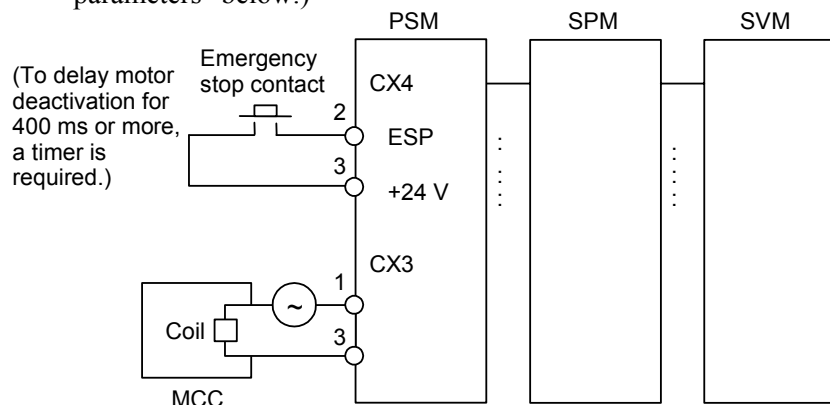 parameters" below.)
PSM
SPM
SVM
(To delay motor
deactivation for
400 ms or more,
a timer is
required.)
Emergency
stop contact
CX4
2
ESP
3
+24 V
CX3
1
~
Coil
3
MCC